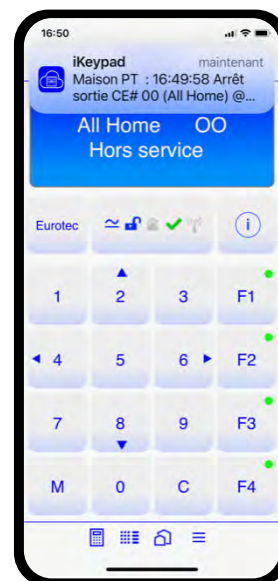 16:50
iKeypad maintenant
Maison PT : 16:49:58 Arrêt
sortie CE# 00 (All Home) @...
All Home OO
Hors service
Eurotec
i
1 2 3 F1
4 5 6 F2
7 8 9 F3
M 0 C F4